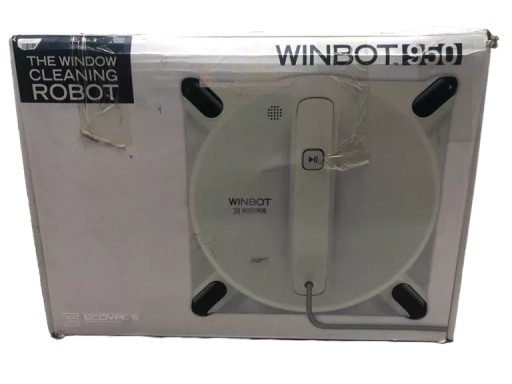 THE WINDOW
CLEANING
ROBOT
WINBOT [950]
WINBOT
ECOVACS